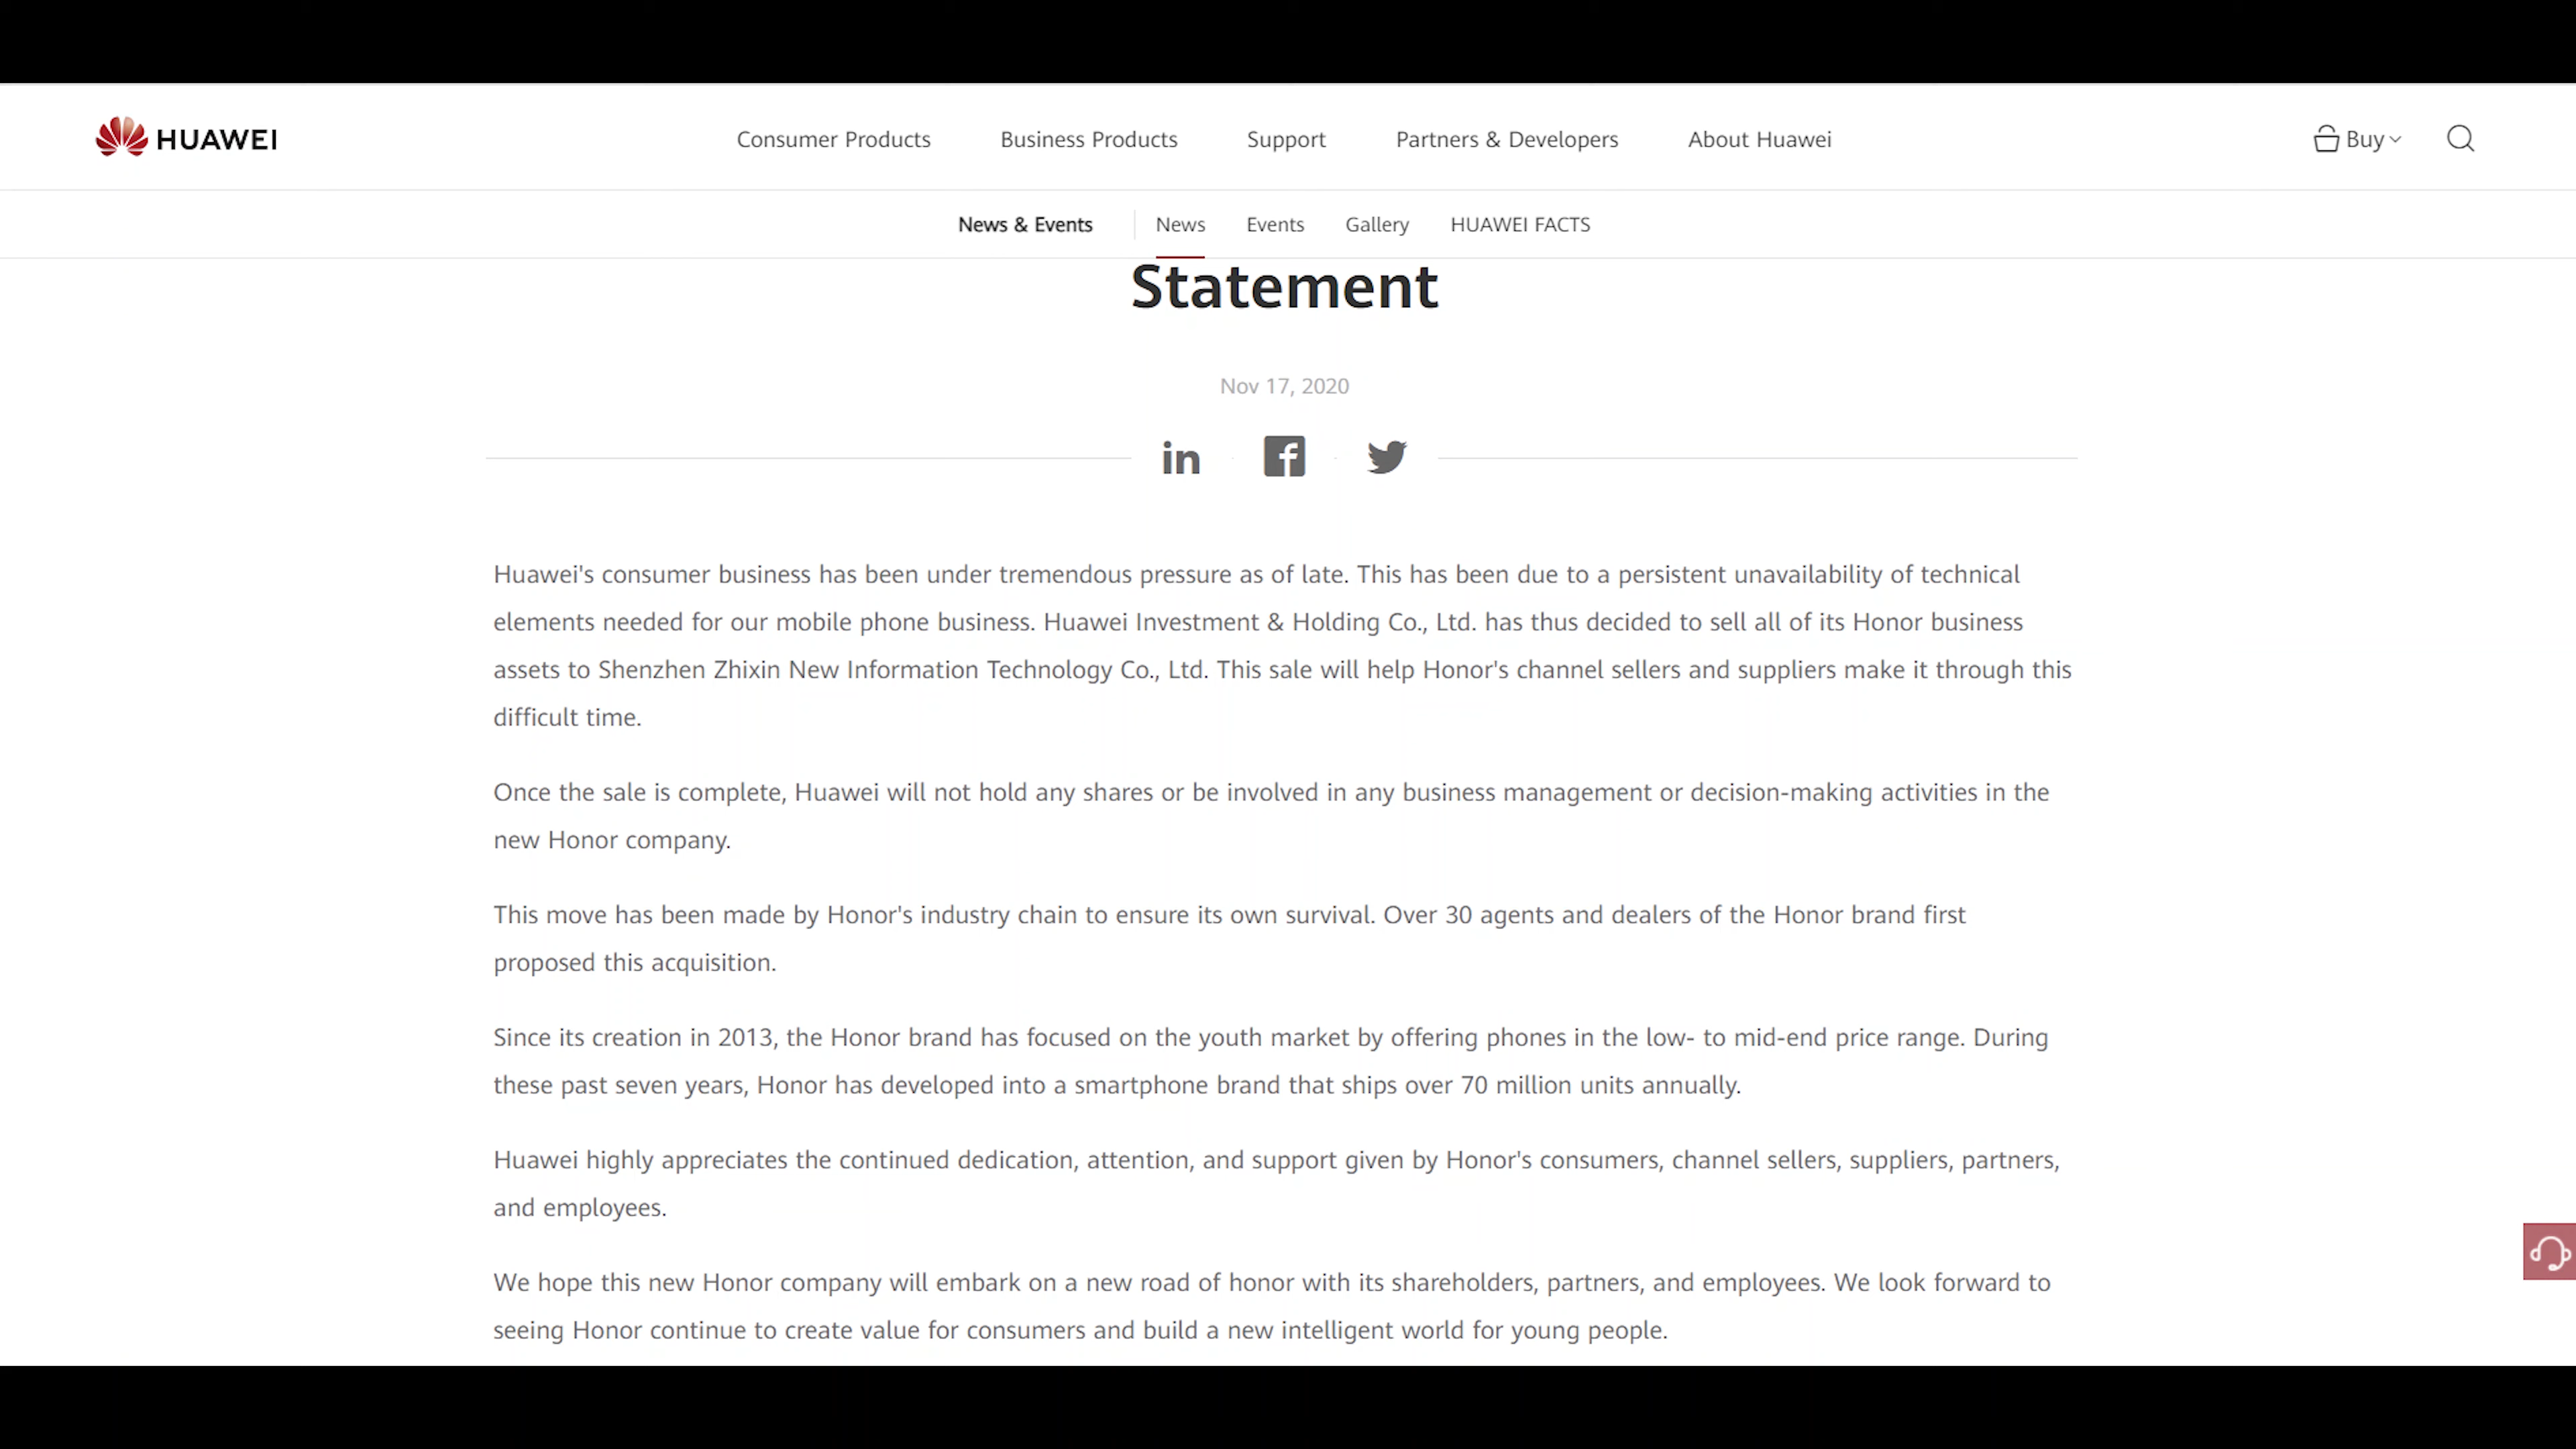 HUAWEI
Consumer Products
Business Products
Support
Partners & Developers
About Huawei
Buy
News & Events
News
Events
Gallery
HUAWEI FACTS
Statement
Nov 17, 2020
in
f
Huawei's consumer business has been under tremendous pressure as of late. This has been due to a persistent unavailability of technical
elements needed for our mobile phone business. Huawei Investment & Holding Co., Ltd. has thus decided to sell all of its Honor business
assets to Shenzhen Zhixin New Information Technology Co., Ltd. This sale will help Honor's channel sellers and suppliers make it through this
difficult time.
Once the sale is complete, Huawei will not hold any shares or be involved in any business management or decision-making activities in the
new Honor company.
This move has been made by Honor's industry chain to ensure its own survival. Over 30 agents and dealers of the Honor brand first
proposed this acquisition.
Since its creation in 2013, the Honor brand has focused on the youth market by offering phones in the low- to mid-end price range. During
these past seven years, Honor has developed into a smartphone brand that ships over 70 million units annually.
Huawei highly appreciates the continued dedication, attention, and support given by Honor's consumers, channel sellers, suppliers, partners,
and employees.
We hope this new Honor company will embark on a new road of honor with its shareholders, partners, and employees. We look forward to
seeing Honor continue to create value for consumers and build a new intelligent world for young people.